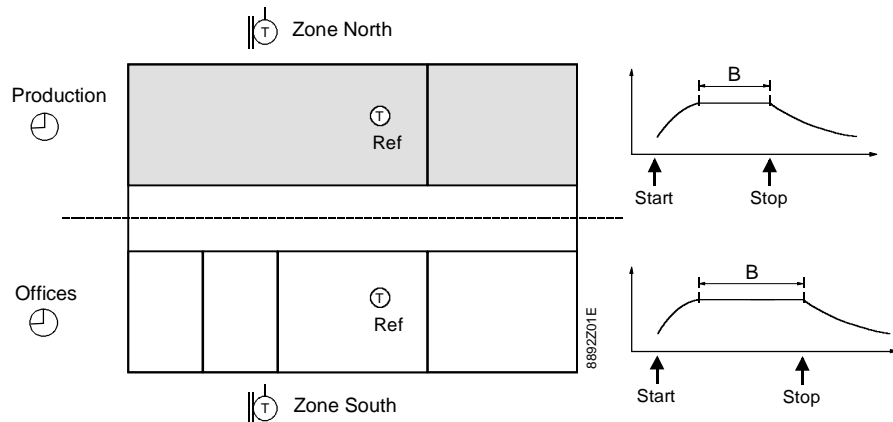 T Zone North
Production
T
Ref
B
Start Stop
Offices
T
Ref
8892Z01E
B
Start Stop
T Zone South